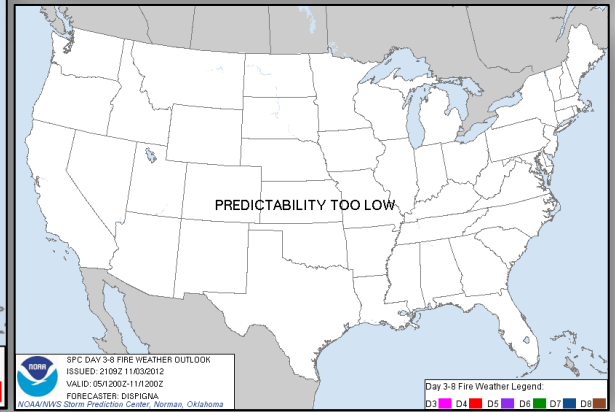 PREDICTABILITY TOO LOW
NOAA
SPC DAY 3-8 FIRE WEATHER OUTLOOK
ISSUED: 2109Z 11/03/2012
VALID: 05/1200Z-11/1200Z
FORECASTER: DISPIGNA
NOAA/NWS Storm Prediction Center, Norman, Oklahoma
Day 3-8 Fire Weather Legend:
D3 D4 D5 D6 D7 D8